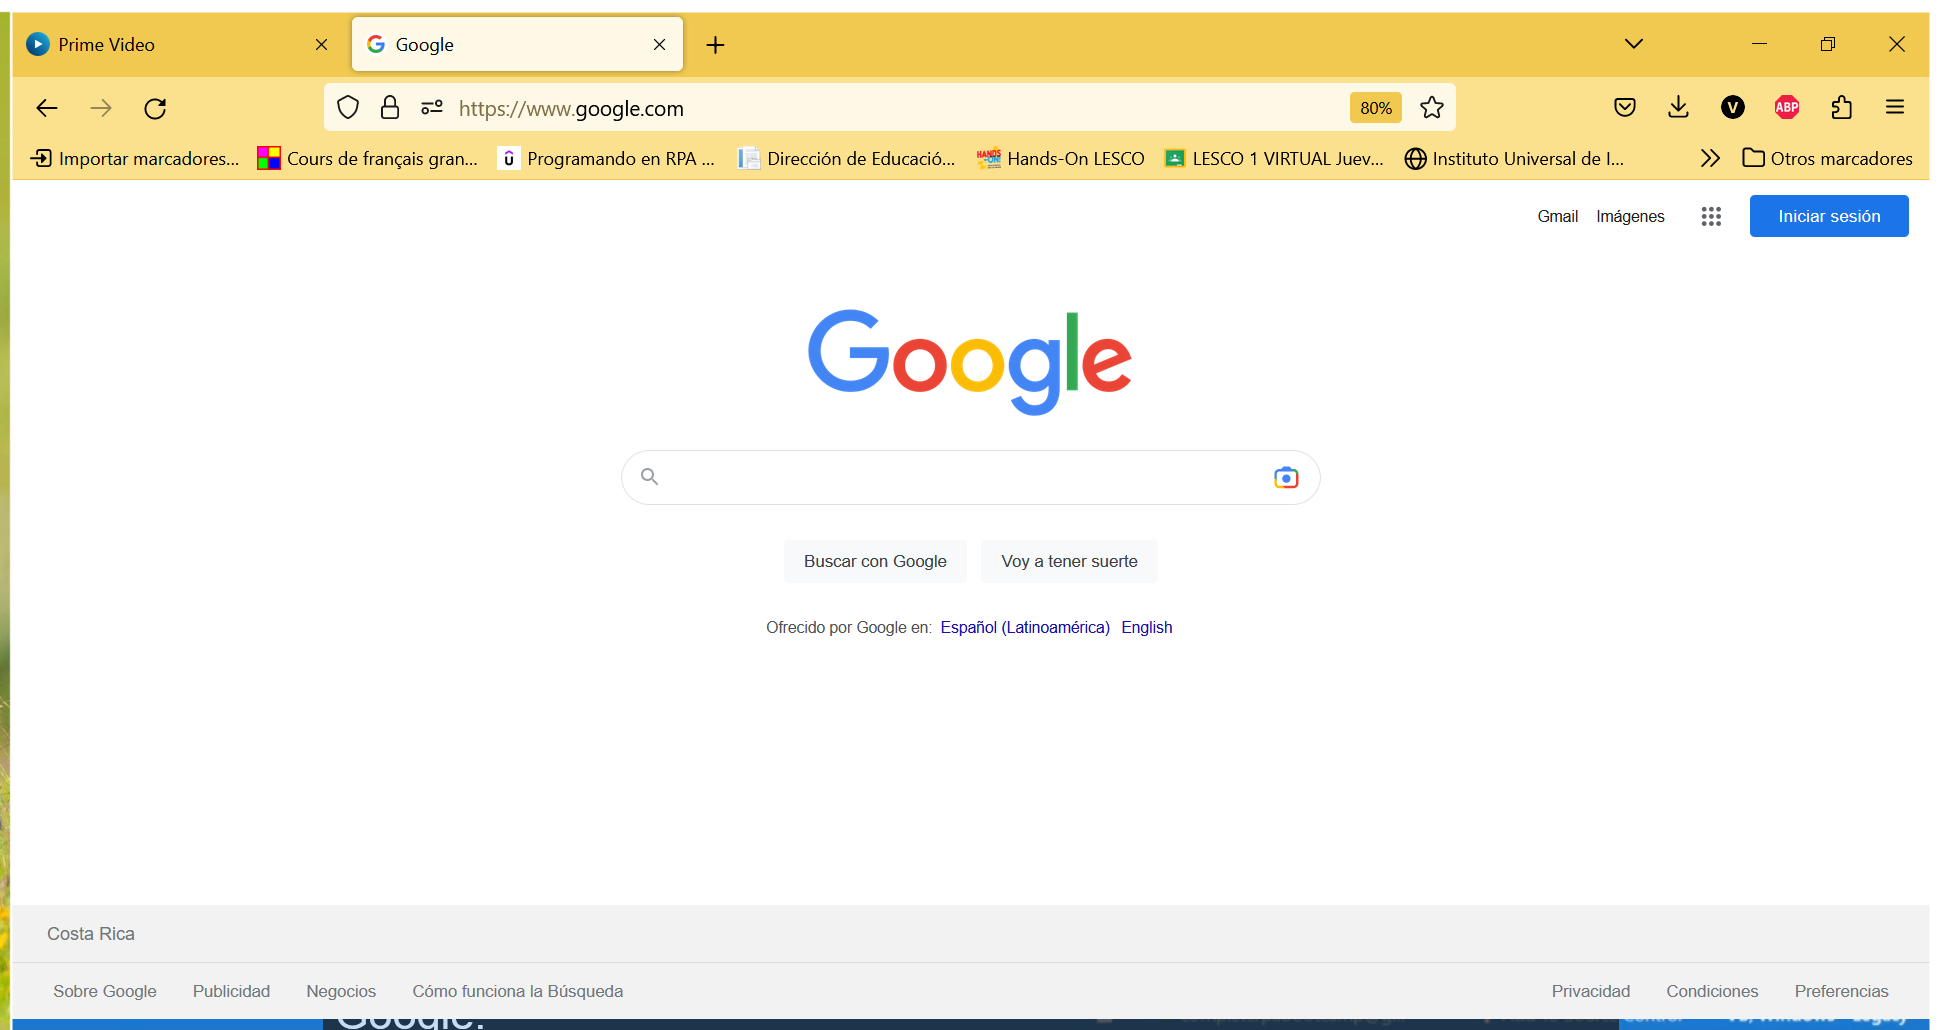 Prime Video
Google
https://www.google.com
80%
V
ABP
Importar marcadores...
Cours de français gran...
Programando en RPA ...
Dirección de Educació...
Hands-On LESCO
LESCO 1 VIRTUAL Juev...
Instituto Universal de I...
Otros marcadores
Gmail Imágenes
Iniciar sesión
Google
Buscar con Google
Voy a tener suerte
Ofrecido por Google en: Español (Latinoamérica) English
Costa Rica
Sobre Google Publicidad Negocios Cómo funciona la Búsqueda
Privacidad Condiciones Preferencias
Google.